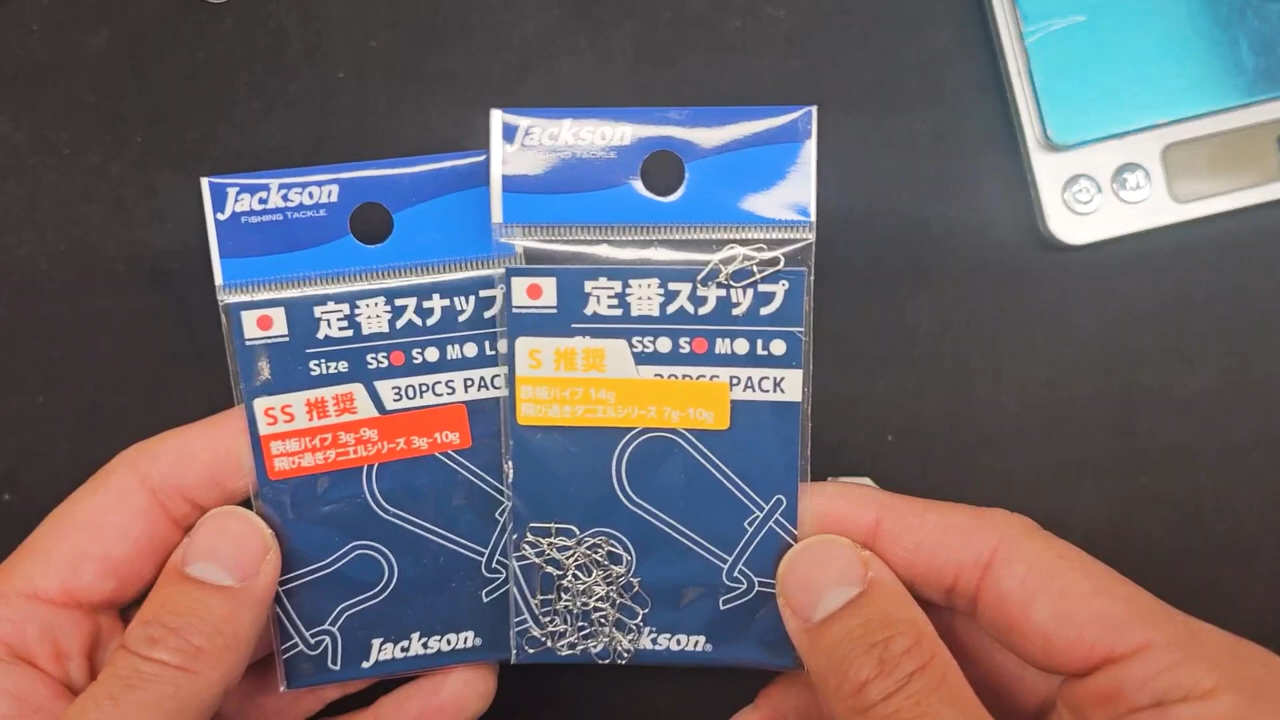 Jackson
FISHING TACKLE
定番スナップ
Size SS S M L
30PCS PAC
SS 推奨
鉄板バイブ 3g-9g
飛び過ぎダニエルシリーズ 3g-10g
Jackson®
Jackson
FISHING TACKLE
定番スナップ
SS S M L
30PCS PACK
S 推奨
鉄板バイブ 14g
飛び過ぎダニエルシリーズ 7g-10g
Jackson®
M